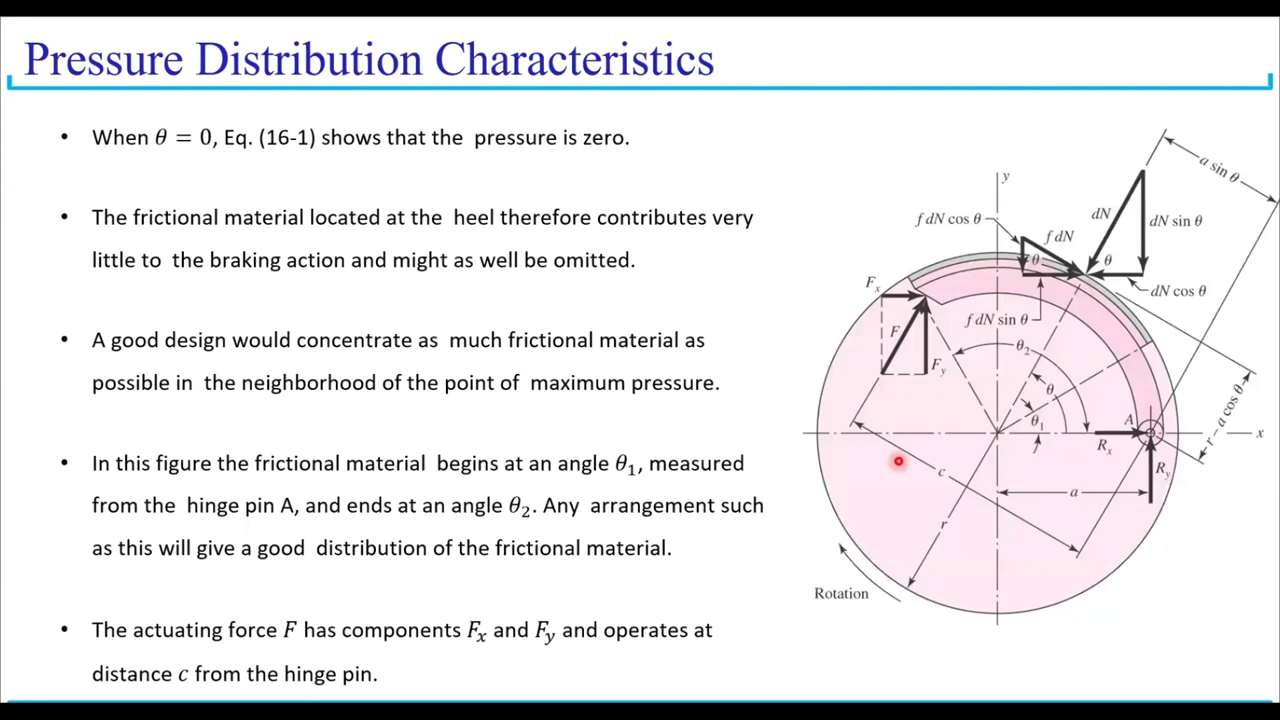 Pressure Distribution Characteristics
• When θ = 0, Eq. (16-1) shows that the pressure is zero.
• The frictional material located at the heel therefore contributes very
little to the braking action and might as well be omitted.
• A good design would concentrate as much frictional material as
possible in the neighborhood of the point of maximum pressure.
• In this figure the frictional material begins at an angle θ₁, measured
from the hinge pin A, and ends at an angle θ₂. Any arrangement such
as this will give a good distribution of the frictional material.
• The actuating force F has components Fₓ and F_y and operates at
distance c from the hinge pin.
y
a sin θ
f dN cos θ
f dN
dN
dN sin θ
θ
θ
dN cos θ
Fₓ
F
F_y
f dN sin θ
θ₂
θ
θ₁
A
Rₓ
R_y
x
r – a cos θ
c
a
r
Rotation